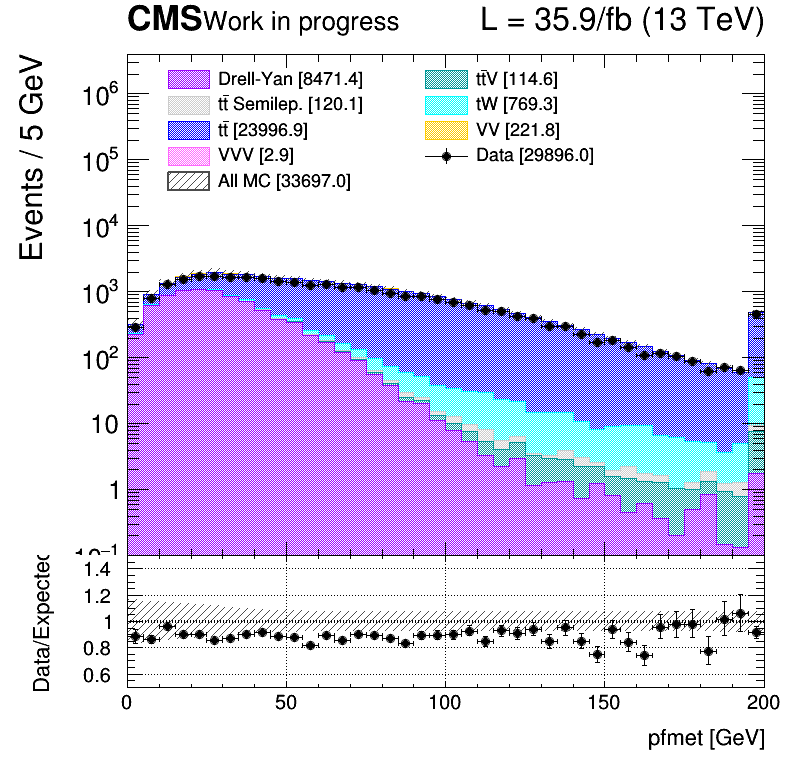 CMS Work in progress L = 35.9/fb (13 TeV)
Events / 5 GeV
Drell-Yan [8471.4]
tt̄ Semilep. [120.1]
tt̄ [23996.9]
VVV [2.9]
All MC [33697.0]
tt̄V [114.6]
tW [769.3]
VV [221.8]
Data [29896.0]
10⁶
10⁵
10⁴
10³
10²
10
1
10⁻¹
Data/Expected
1.4
1.2
1
0.8
0.6
0 50 100 150 200
pfmet [GeV]